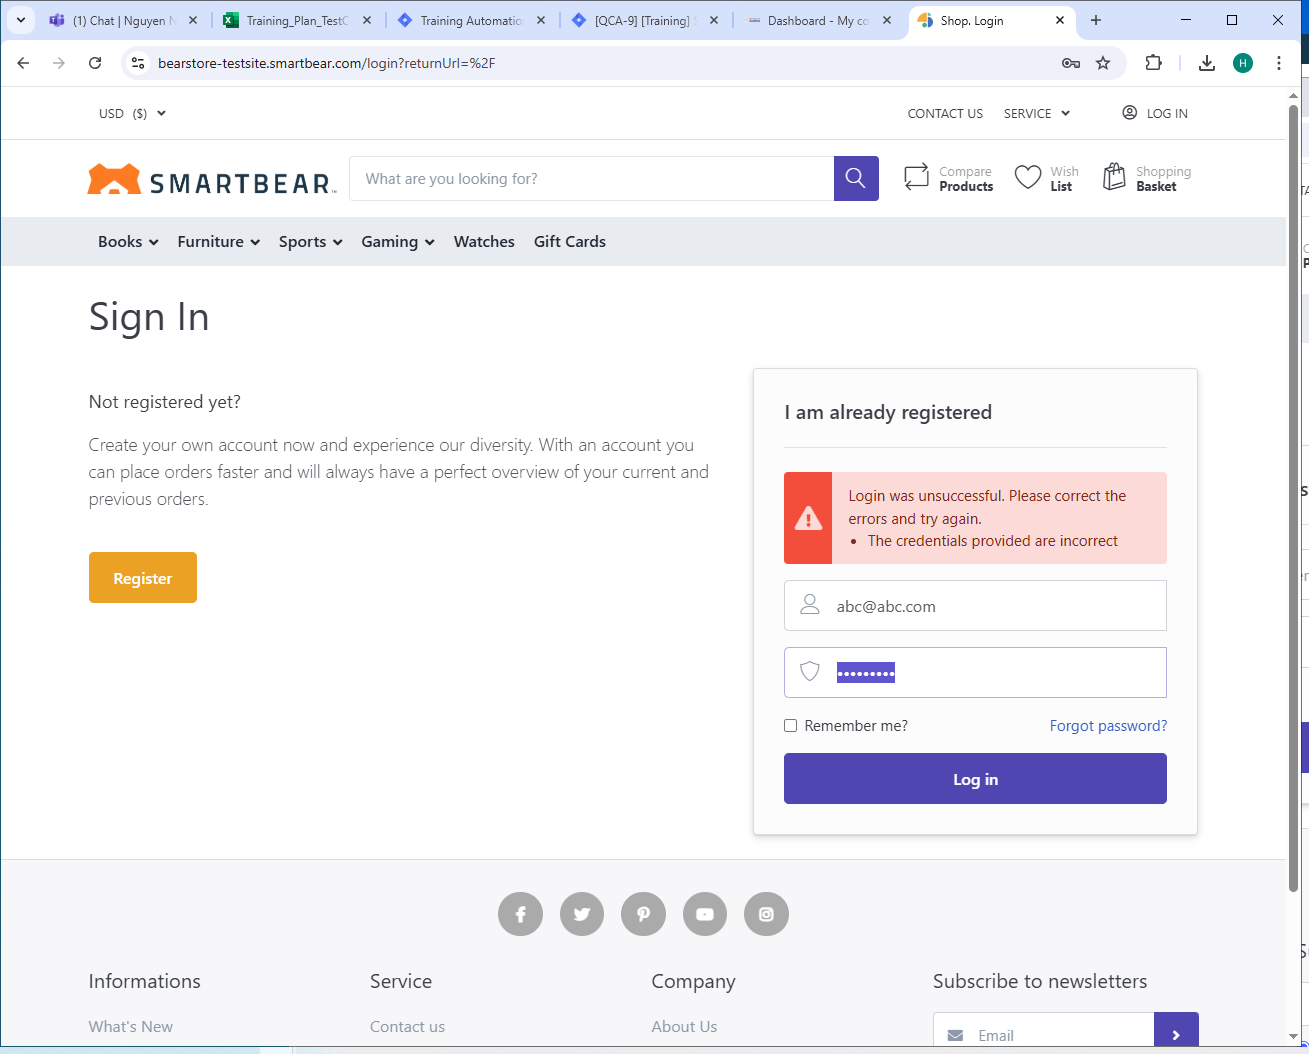 (1) Chat | Nguyen N
Training_Plan_TestC
Training Automatio
[QCA-9] [Training] S
Dashboard - My co
Shop. Login
bearstore-testsite.smartbear.com/login?returnUrl=%2F
H
USD ($)
CONTACT US
SERVICE
LOG IN
SMARTBEAR™
What are you looking for?
Compare
Products
Wish
List
Shopping
Basket
Books
Furniture
Sports
Gaming
Watches
Gift Cards
Sign In
Not registered yet?
Create your own account now and experience our diversity. With an account you
can place orders faster and will always have a perfect overview of your current and
previous orders.
Register
I am already registered
Login was unsuccessful. Please correct the
errors and try again.
• The credentials provided are incorrect
abc@abc.com
•••••••••
Remember me?
Forgot password?
Log in
Informations
Service
Company
Subscribe to newsletters
What's New
Contact us
About Us
Email